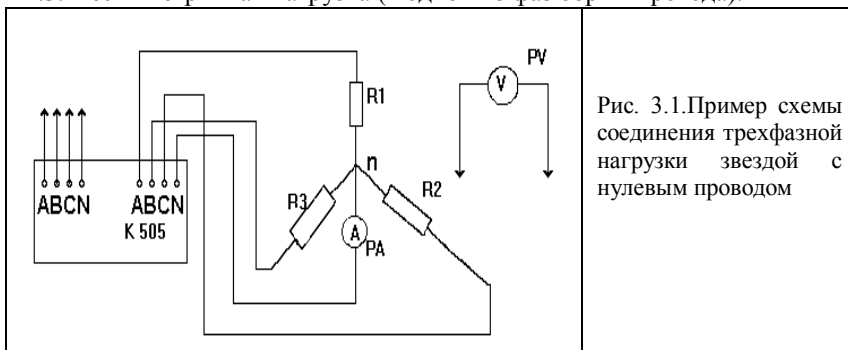 PV
V
R1
n
R3
R2
A
PA
ABCN ABCN
K 505
Рис. 3.1.Пример схемы
соединения трехфазной
нагрузки звездой с
нулевым проводом